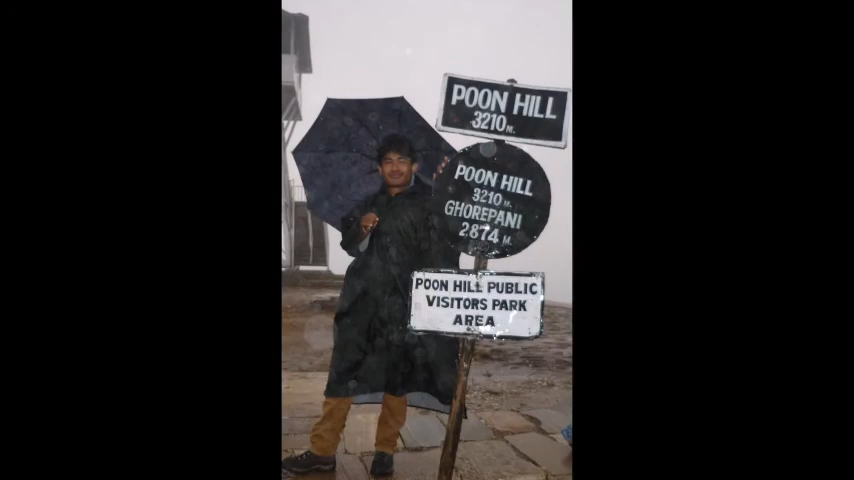 POON HILL
3210 M.
POON HILL
3210 M.
GHOREPANI
2874 M.
POON HILL PUBLIC
VISITORS PARK
AREA